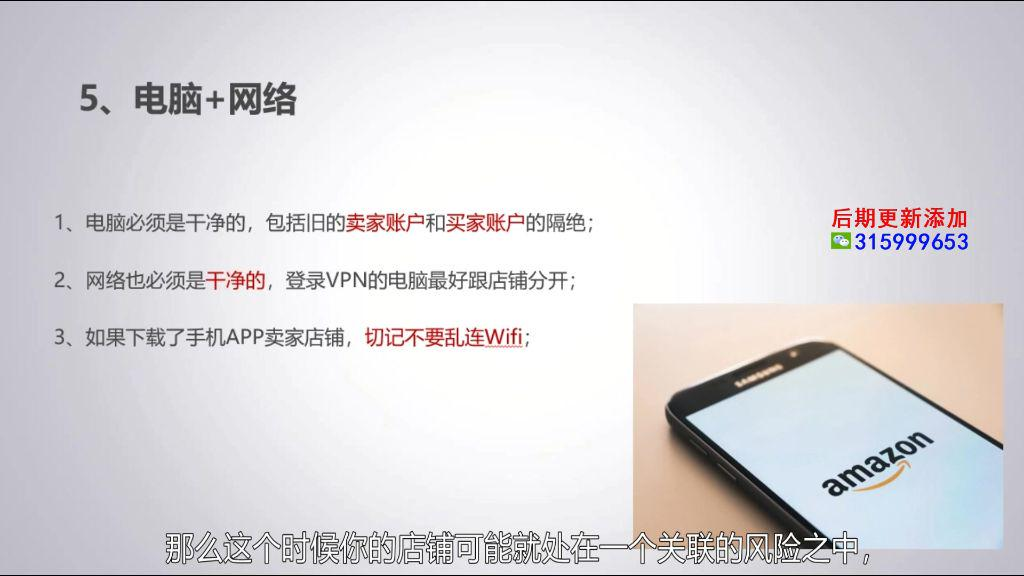 5、电脑+网络
1、电脑必须是干净的，包括旧的卖家账户和买家账户的隔绝；
后期更新添加
315999653
2、网络也必须是干净的，登录VPN的电脑最好跟店铺分开；
3、如果下载了手机APP卖家店铺，切记不要乱连Wifi；
SAMSUNG
amazon
那么这个时候你的店铺可能就处在一个关联的风险之中，